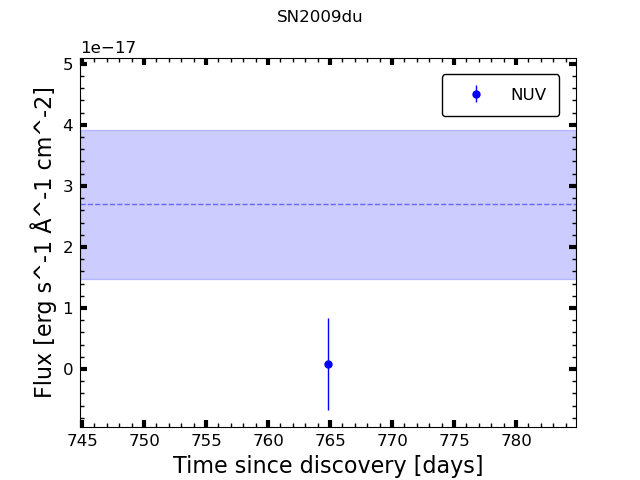 SN2009du
1e−17
5
4
3
2
1
0
Flux [erg s^-1 Å^-1 cm^-2]
NUV
745 750 755 760 765 770 775 780
Time since discovery [days]